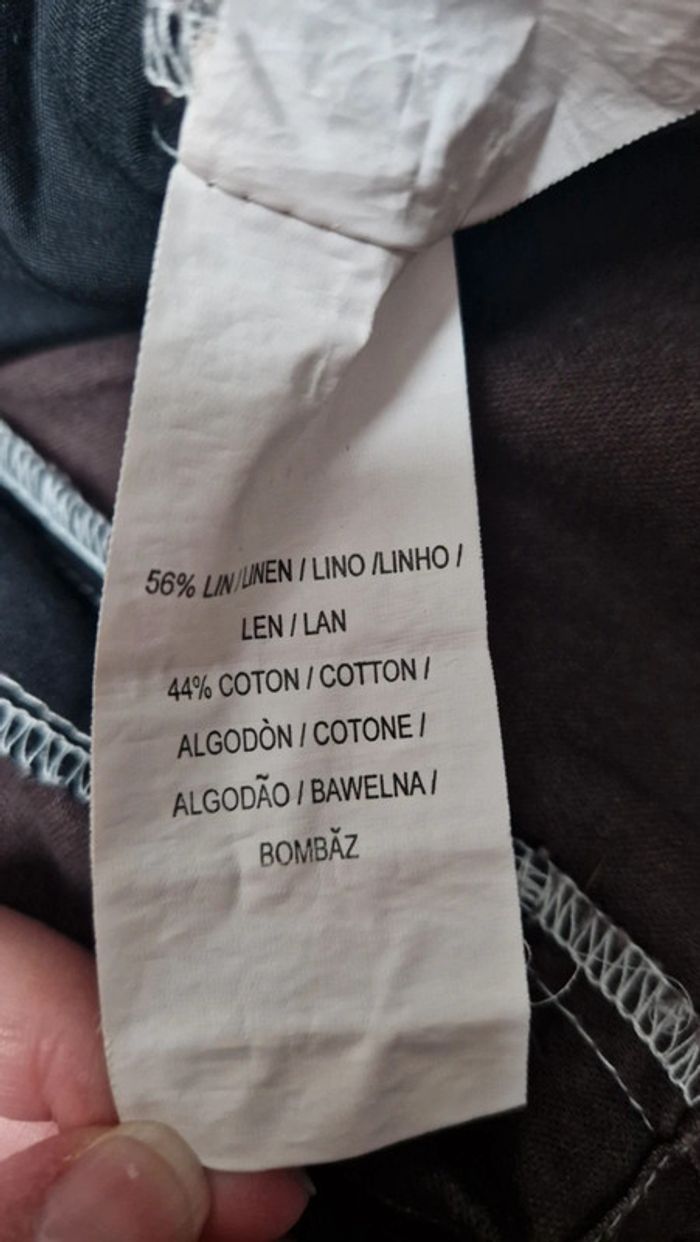 56% LIN/LINEN / LINO /LINHO /
LEN / LAN
44% COTON / COTTON /
ALGODÒN / COTONE /
ALGODÃO / BAWELNA /
BOMBĂZ